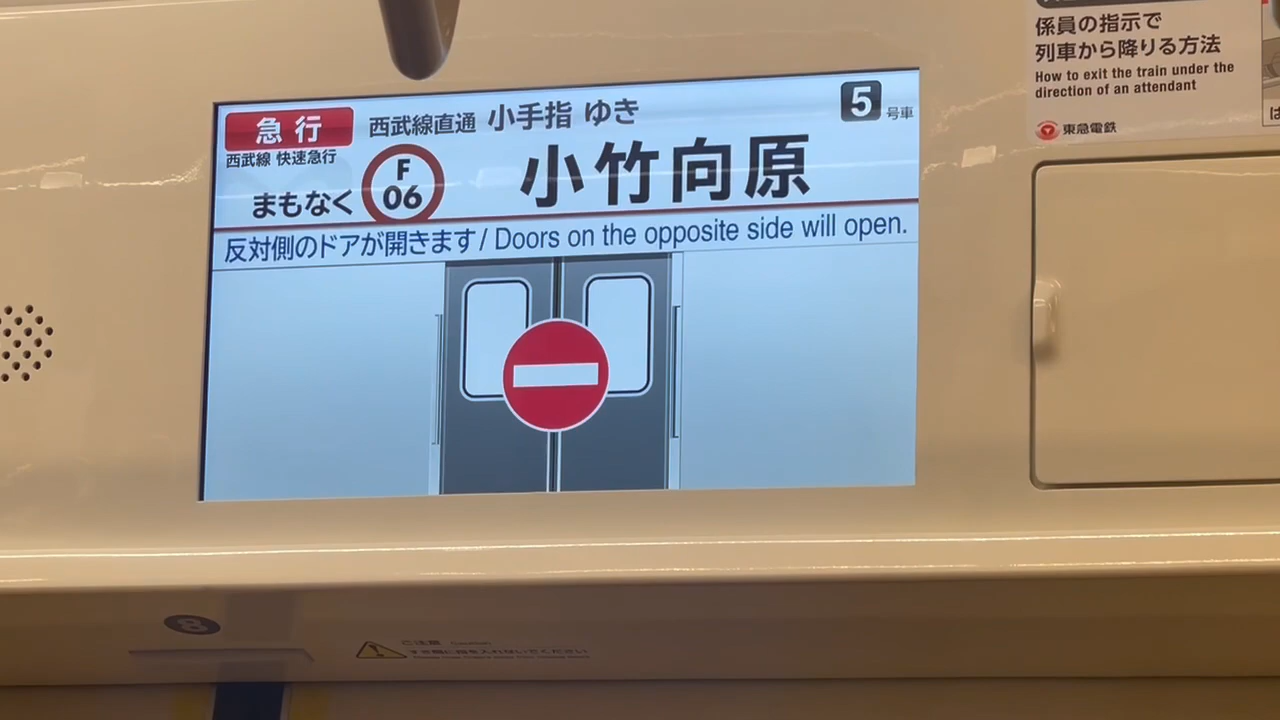 急行
西武線直通 小手指 ゆき
5
号車
西武線 快速急行
まもなく
F
06
小竹向原
反対側のドアが開きます / Doors on the opposite side will open.
係員の指示で
列車から降りる方法
How to exit the train under the
direction of an attendant
東急電鉄
は
8
ご注意